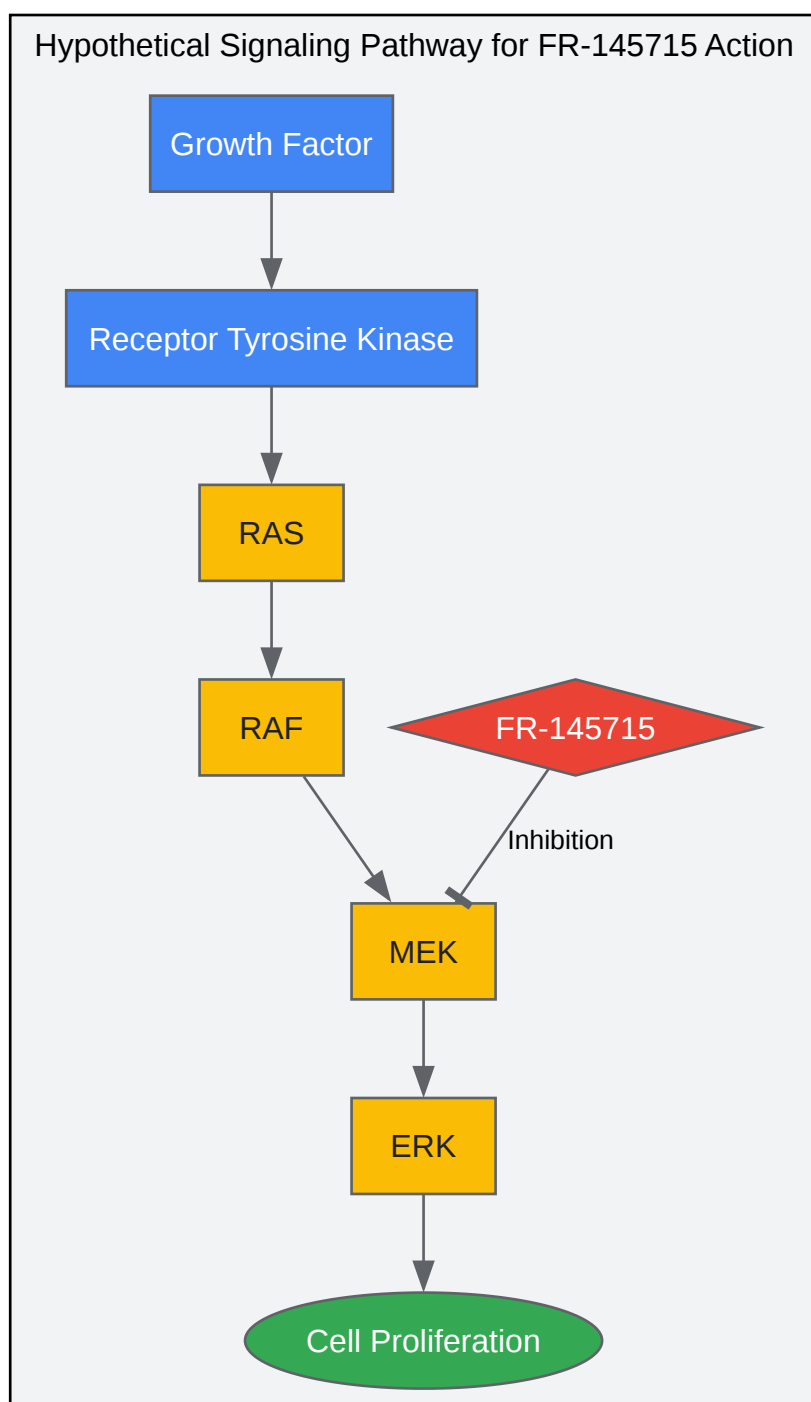 Hypothetical Signaling Pathway for FR-145715 Action
Growth Factor
Receptor Tyrosine Kinase
RAS
RAF
FR-145715
Inhibition
MEK
ERK
Cell Proliferation